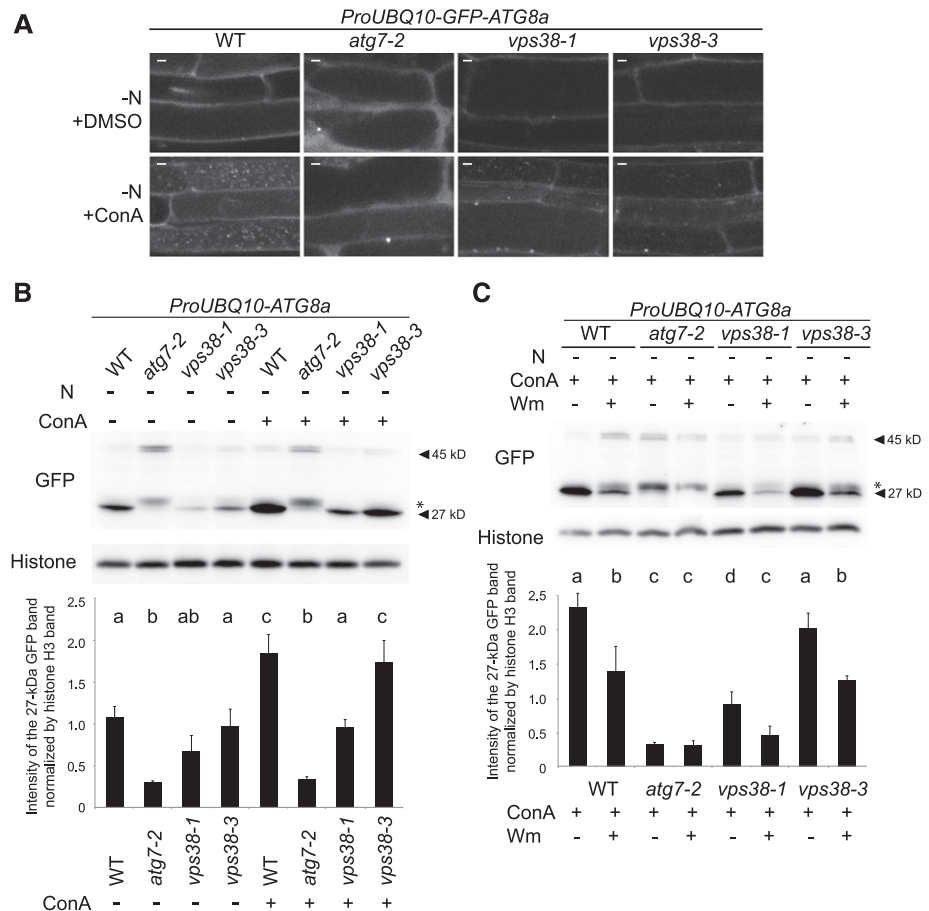 A
ProUBQ10-GFP-ATG8a
WT atg7-2 vps38-1 vps38-3
-N
+DMSO
-N
+ConA
B
ProUBQ10-ATG8a
WT atg7-2 vps38-1 vps38-3 WT atg7-2 vps38-1 vps38-3
N - - - - - - - -
ConA - - - - + + + +
GFP
◄45 kD
*
◄27 kD
Histone
Intensity of the 27-kDa GFP band
normalized by histone H3 band
2.5
2.0
1.5
1.0
0.5
0
a b ab a c b a c
WT atg7-2 vps38-1 vps38-3 WT atg7-2 vps38-1 vps38-3
ConA - - - - + + + +
C
ProUBQ10-ATG8a
WT atg7-2 vps38-1 vps38-3
N - - - - - - - -
ConA + + + + + + + +
Wm - + - + - + - +
GFP
◄45 kD
*
◄27 kD
Histone
a b c c d c a b
Intensity of the 27-kDa GFP band
normalized by histone H3 band
2.5
2.0
1.5
1.0
0.5
0
WT atg7-2 vps38-1 vps38-3
ConA + + + + + + + +
Wm - + - + - + - +